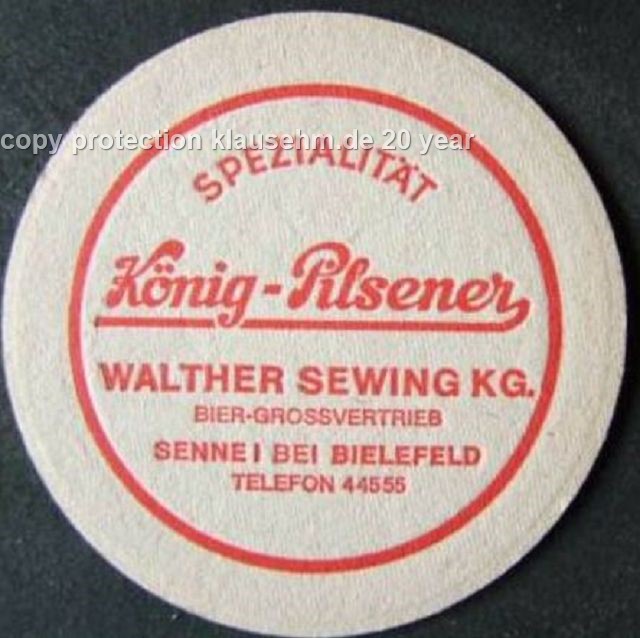 copy protection klausehm.de 20 year
SPEZIALITÄT
König-Pilsener
WALTHER SEWING KG.
BIER-GROSSVERTRIEB
SENNE I BEI BIELEFELD
TELEFON 44555